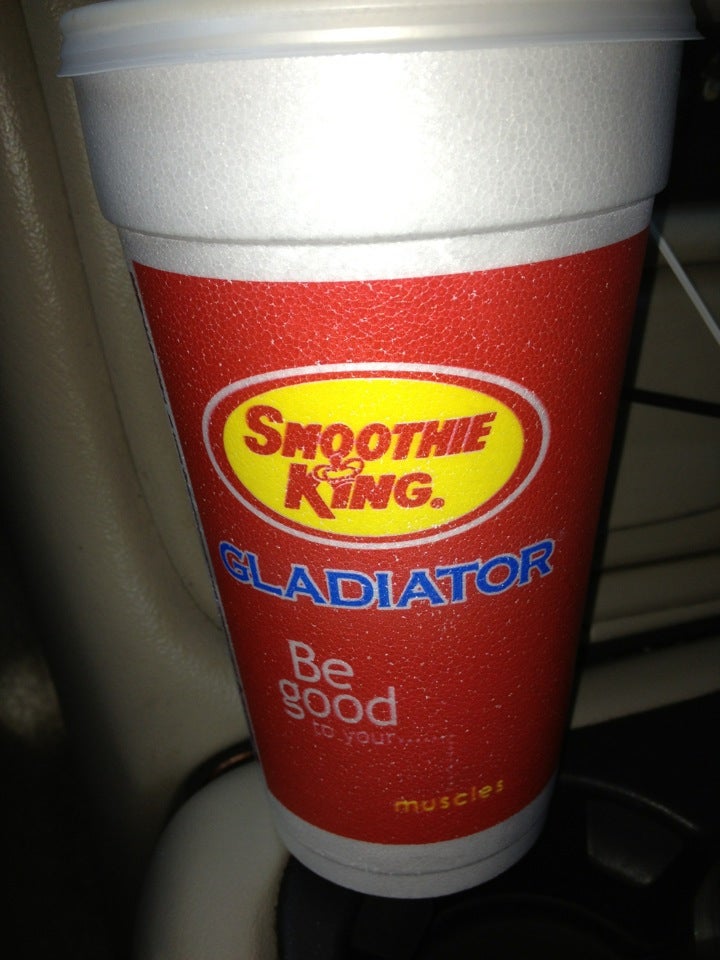 SMOOTHIE
KING®
GLADIATOR
Be
good
to your........
muscles